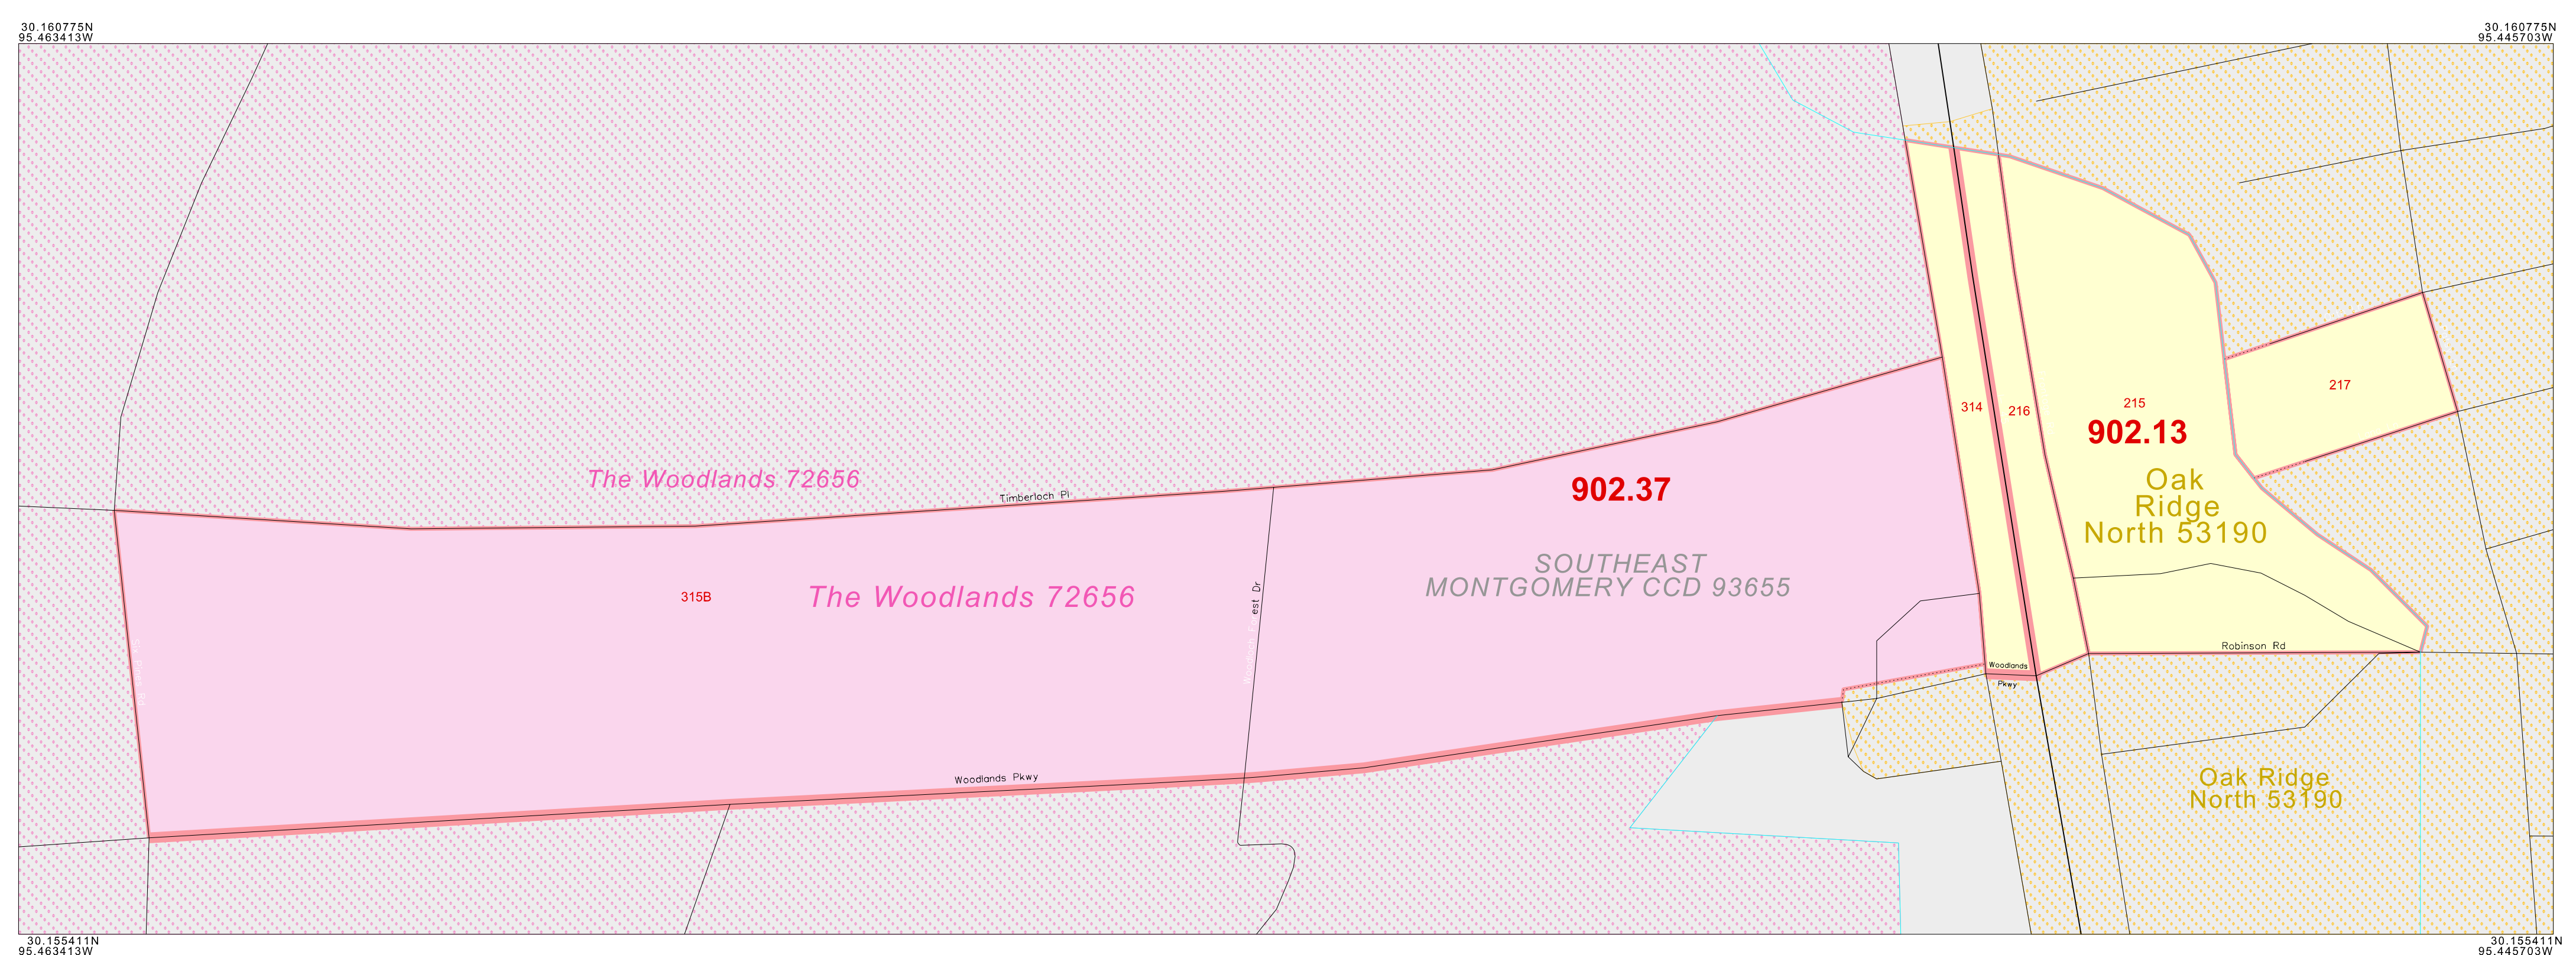 30.160775N
95.463413W
30.160775N
95.445703W
217
215
314
216
902.13
The Woodlands 72656
902.37
Timberloch Pl
Oak
Ridge
North 53190
SOUTHEAST
MONTGOMERY CCD 93655
315B
The Woodlands 72656
Robinson Rd
Woodlands
Pkwy
Woodlands Pkwy
Oak Ridge
North 53190
30.155411N
95.463413W
30.155411N
95.445703W